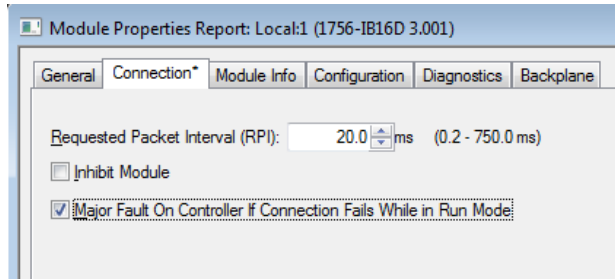 Module Properties Report: Local:1 (1756-IB16D 3.001)
General Connection* Module Info Configuration Diagnostics Backplane
Requested Packet Interval (RPI): 20.0 ms (0.2 - 750.0 ms)
Inhibit Module
Major Fault On Controller If Connection Fails While in Run Mode